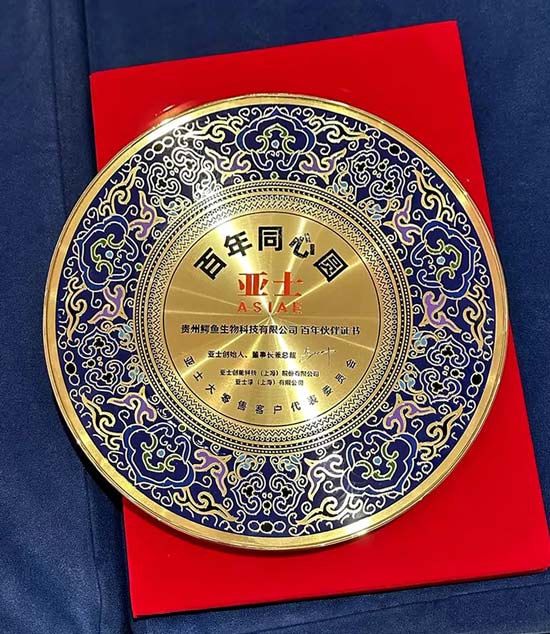 百年同心圆
亚士
ASIAE
贵州鳄鱼生物科技有限公司 百年伙伴证书
亚士创始人、董事长兼总裁
亚士创能科技（上海）股份有限公司
亚士漆（上海）有限公司
亚士大零售客户代表委员会